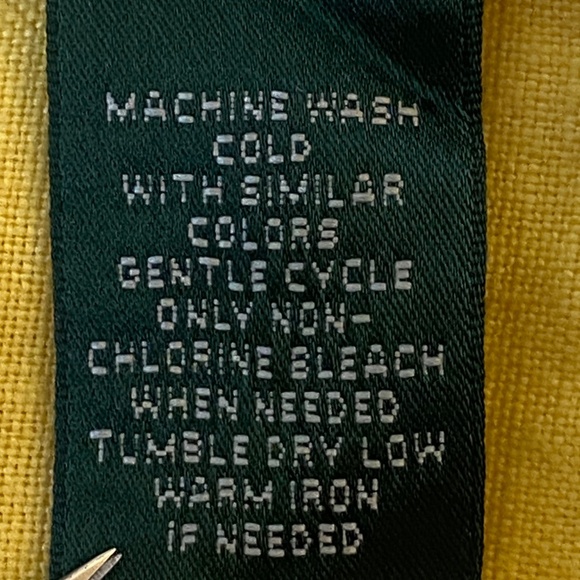 MACHINE WASH
COLD
WITH SIMILAR
COLORS
GENTLE CYCLE
ONLY NON-
CHLORINE BLEACH
WHEN NEEDED
TUMBLE DRY LOW
WARM IRON
IF NEEDED